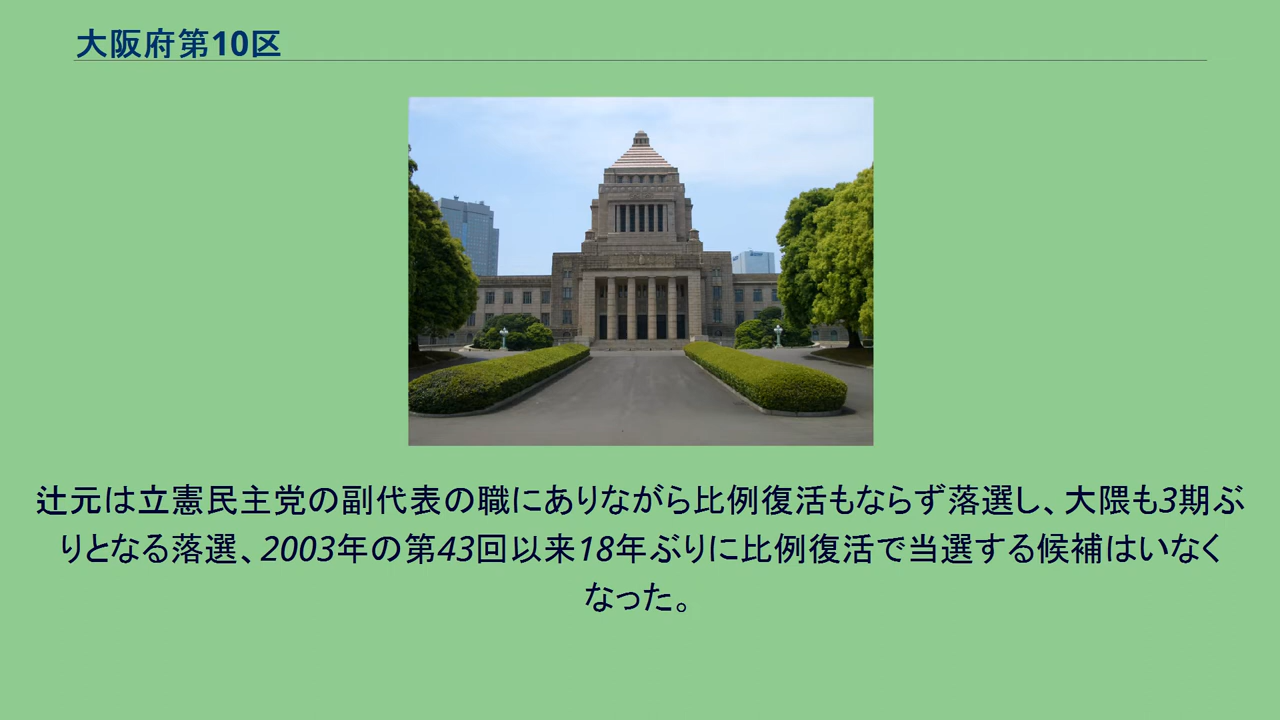 大阪府第10区
辻元は立憲民主党の副代表の職にありながら比例復活もならず落選し、大隈も3期ぶ
りとなる落選、2003年の第43回以来18年ぶりに比例復活で当選する候補はいなく
なった。